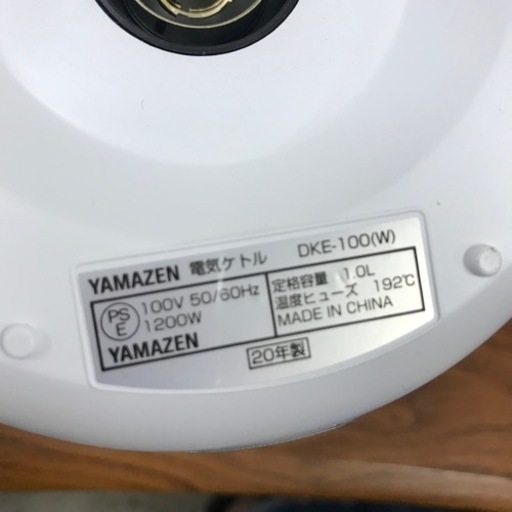 YAMAZEN 電気ケトル DKE-100(W)
PS
E
100V 50/60Hz
1200W
YAMAZEN
定格容量 1.0L
温度ヒューズ 192℃
MADE IN CHINA
20年製